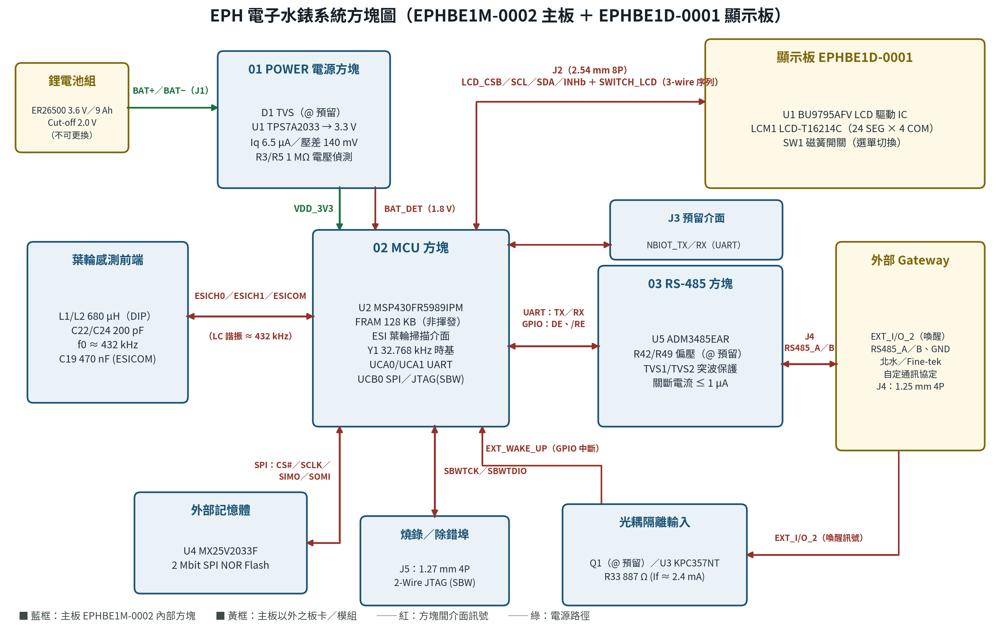 EPH 電子水錶系統方塊圖（EPHBE1M-0002 主板 ＋ EPHBE1D-0001 顯示板）
鋰電池組
ER26500 3.6 V／9 Ah
Cut-off 2.0 V
（不可更換）
BAT+／BAT−（J1）
01 POWER 電源方塊
D1 TVS（@ 預留）
U1 TPS7A2033 → 3.3 V
Iq 6.5 µA／壓差 140 mV
R3/R5 1 MΩ 電壓偵測
J2（2.54 mm 8P）
LCD_CSB／SCL／SDA／INHb ＋ SWITCH_LCD（3-wire 序列）
顯示板 EPHBE1D-0001
U1 BU9795AFV LCD 驅動 IC
LCM1 LCD-T16214C（24 SEG × 4 COM）
SW1 磁簧開關（選單切換）
VDD_3V3
BAT_DET（1.8 V）
J3 預留介面
NBIOT_TX／RX（UART）
葉輪感測前端
L1/L2 680 µH（DIP）
C22/C24 200 pF
f0 ≈ 432 kHz
C19 470 nF (ESICOM)
ESICH0／ESICH1／ESICOM
（LC 諧振 ≈ 432 kHz）
02 MCU 方塊
U2 MSP430FR5989IPM
FRAM 128 KB（非揮發）
ESI 葉輪掃描介面
Y1 32.768 kHz 時基
UCA0/UCA1 UART
UCB0 SPI／JTAG(SBW)
UART：TX／RX
GPIO：DE、/RE
03 RS-485 方塊
U5 ADM3485EAR
R42/R49 偏壓（@ 預留）
TVS1/TVS2 突波保護
關斷電流 ≤ 1 µA
J4
RS485_A／B
外部 Gateway
EXT_I/O_2（喚醒）
RS485_A／B、GND
北水／Fine-tek
自定通訊協定
J4：1.25 mm 4P
EXT_WAKE_UP（GPIO 中斷）
SPI：CS#／SCLK／
SIMO／SOMI
SBWTCK／SBWTDIO
外部記憶體
U4 MX25V2033F
2 Mbit SPI NOR Flash
燒錄／除錯埠
J5：1.27 mm 4P
2-Wire JTAG (SBW)
光耦隔離輸入
Q1（@ 預留）／U3 KPC357NT
R33 887 Ω (If ≈ 2.4 mA)
EXT_I/O_2（喚醒訊號）
■ 藍框：主板 EPHBE1M-0002 內部方塊 ■ 黃框：主板以外之板卡／模組 —— 紅：方塊間介面訊號 —— 綠：電源路徑